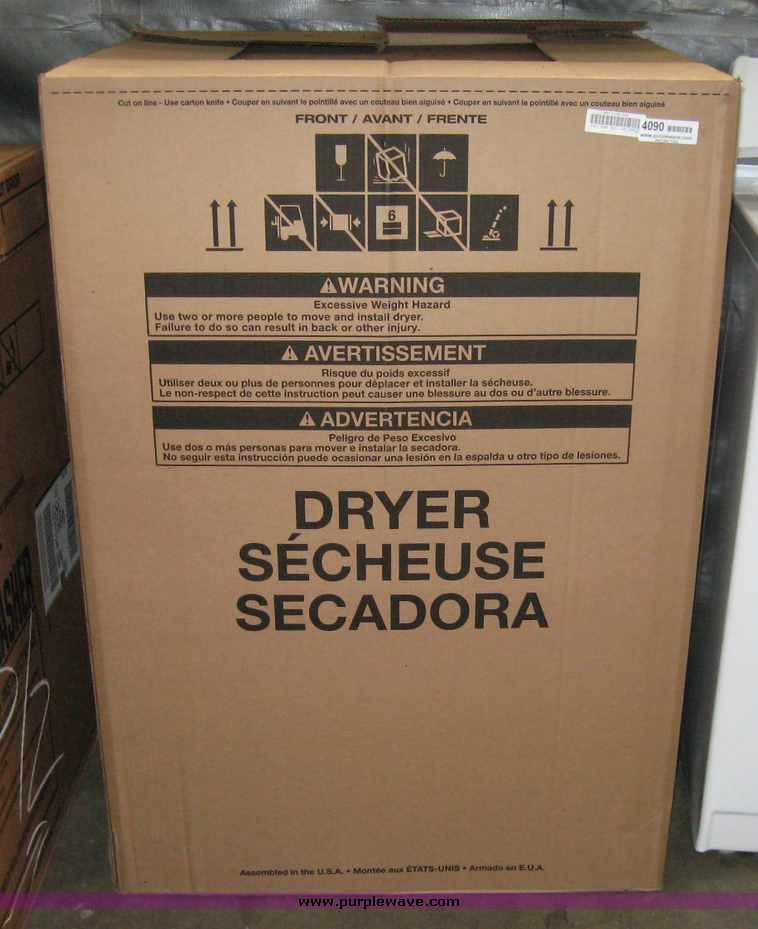 Cut on line - Use carton knife • Couper en suivant le pointillé avec un couteau bien aiguisé • Couper en suivant le pointillé avec un couteau bien aiguisé
FRONT / AVANT / FRENTE
4090
www.purplewave.com
6
WARNING
Excessive Weight Hazard
Use two or more people to move and install dryer.
Failure to do so can result in back or other injury.
AVERTISSEMENT
Risque du poids excessif
Utiliser deux ou plus de personnes pour déplacer et installer la sécheuse.
Le non-respect de cette instruction peut causer une blessure au dos ou d'autre blessure.
ADVERTENCIA
Peligro de Peso Excesivo
Use dos o más personas para mover e instalar la secadora.
No seguir esta instrucción puede ocasionar una lesión en la espalda u otro tipo de lesiones.
DRYER
SÉCHEUSE
SECADORA
Assembled in the U.S.A. • Montée aux ÉTATS-UNIS • Armado en E.U.A.
www.purplewave.com